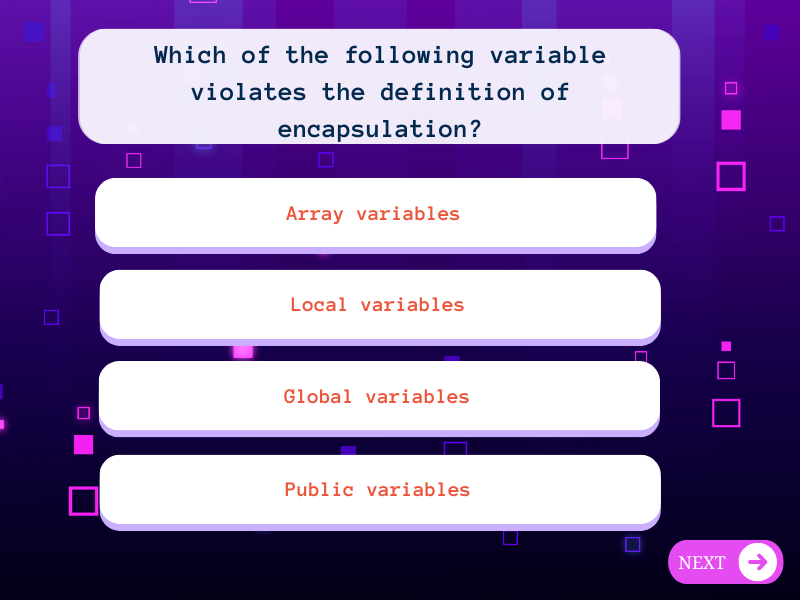 Which of the following variable
violates the definition of
encapsulation?
Array variables
Local variables
Global variables
Public variables
NEXT